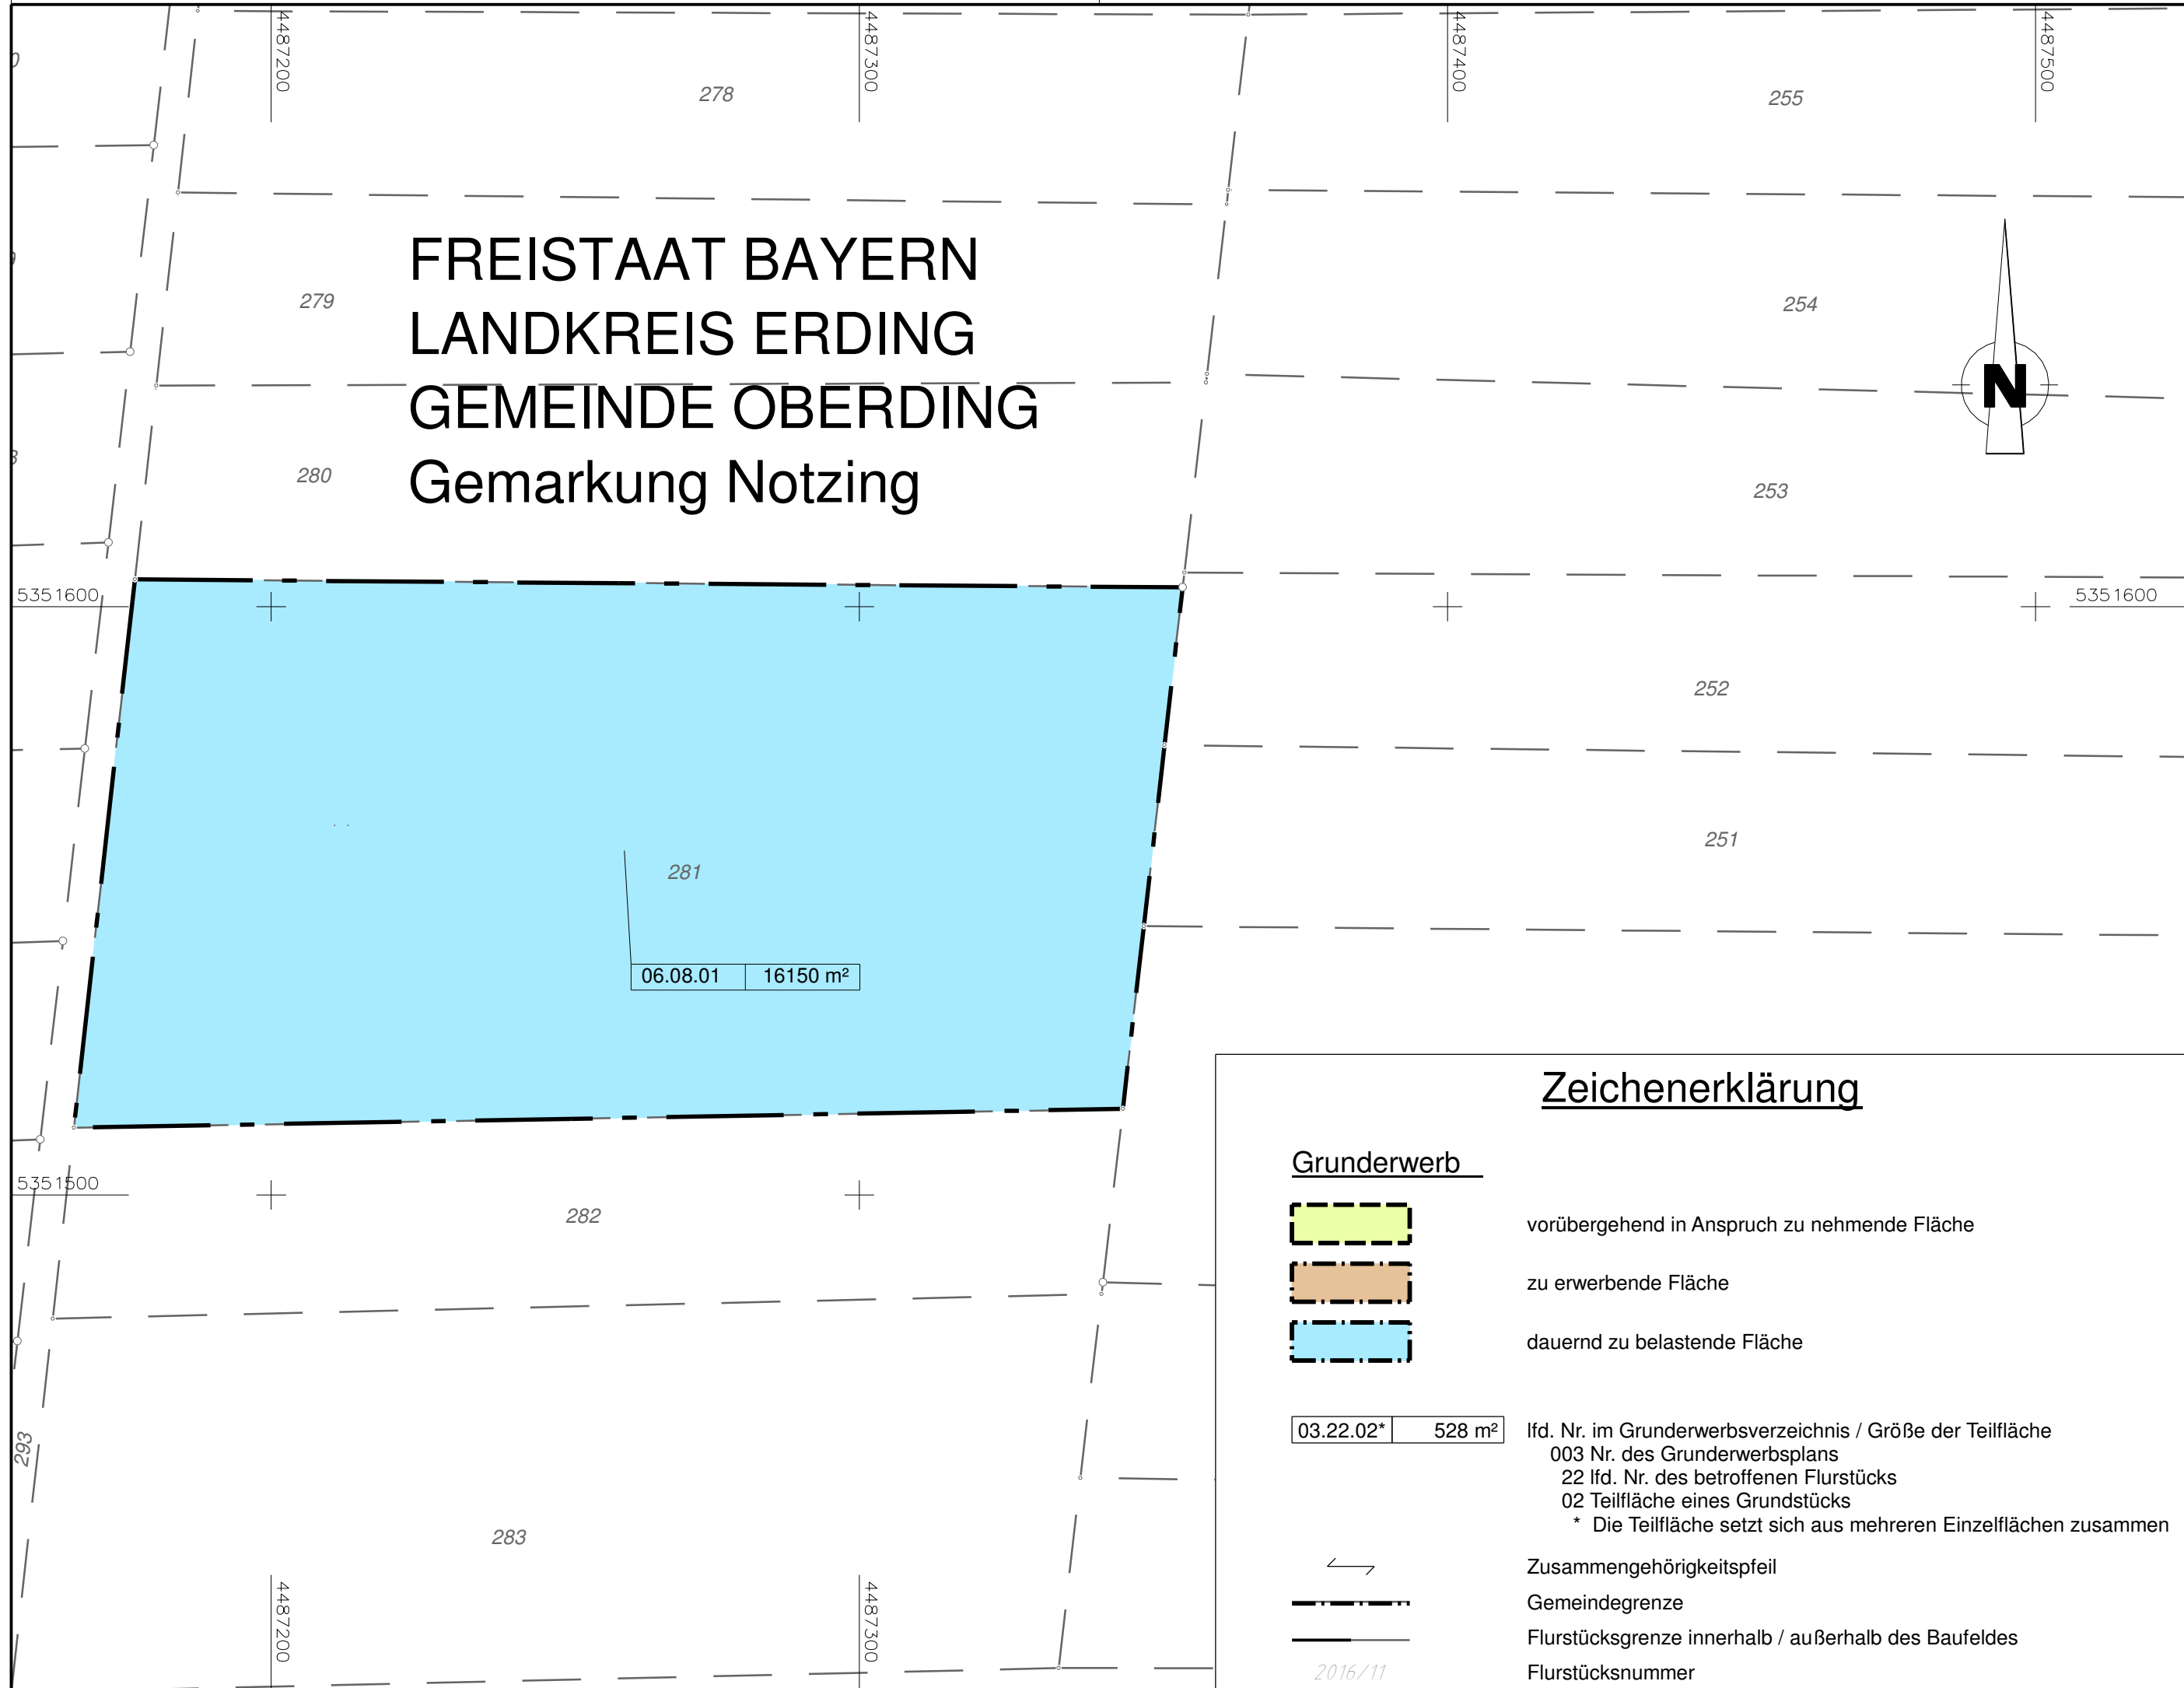 4487200
4487300
4487400
4487500
278
255
FREISTAAT BAYERN
LANDKREIS ERDING
GEMEINDE OBERDING
Gemarkung Notzing
279
254
280
253
N
5351600
5351600
252
251
281
06.08.01 16150 m²
5351500
282
293
283
4487200
4487300
Zeichenerklärung
Grunderwerb
vorübergehend in Anspruch zu nehmende Fläche
zu erwerbende Fläche
dauernd zu belastende Fläche
03.22.02* 528 m² lfd. Nr. im Grunderwerbsverzeichnis / Größe der Teilfläche
003 Nr. des Grunderwerbsplans
22 lfd. Nr. des betroffenen Flurstücks
02 Teilfläche eines Grundstücks
* Die Teilfläche setzt sich aus mehreren Einzelflächen zusammen
Zusammengehörigkeitspfeil
Gemeindegrenze
Flurstücksgrenze innerhalb / außerhalb des Baufeldes
2016/11 Flurstücksnummer